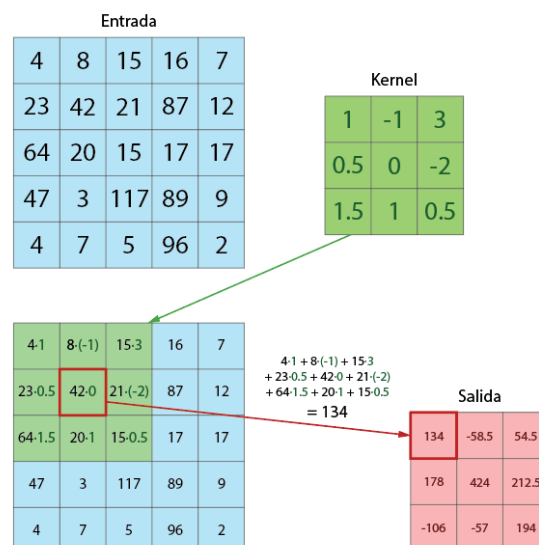 Entrada
4 8 15 16 7
23 42 21 87 12
64 20 15 17 17
47 3 117 89 9
4 7 5 96 2
Kernel
1 -1 3
0.5 0 -2
1.5 1 0.5
4·1 8·(-1) 15·3 16 7
23·0.5 42·0 21·(-2) 87 12
64·1.5 20·1 15·0.5 17 17
47 3 117 89 9
4 7 5 96 2
4·1 + 8·(-1) + 15·3
+ 23·0.5 + 42·0 + 21·(-2)
+ 64·1.5 + 20·1 + 15·0.5
= 134
Salida
134 -58.5 54.5
178 424 212.5
-106 -57 194